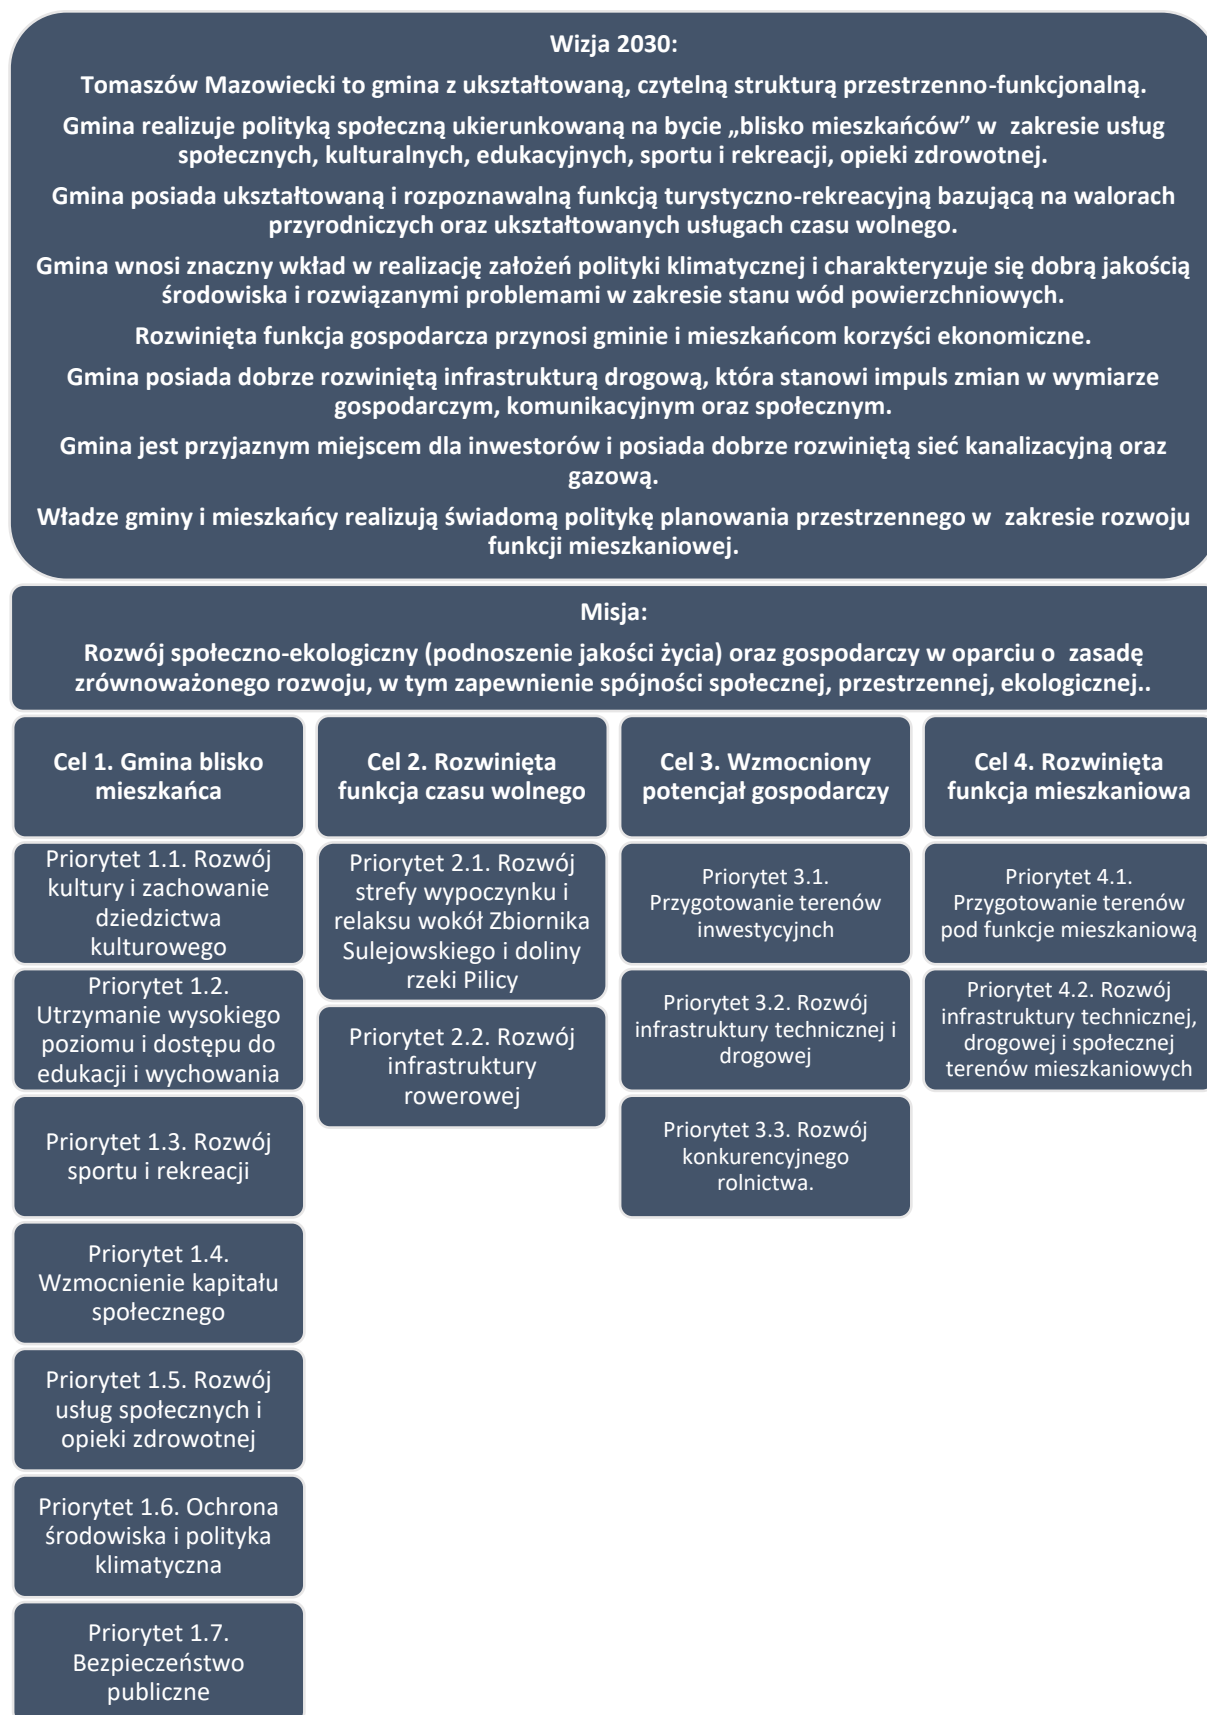 Wizja 2030:
Tomaszów Mazowiecki to gmina z ukształtowaną, czytelną strukturą przestrzenno-funkcjonalną.
Gmina realizuje polityką społeczną ukierunkowaną na bycie „blisko mieszkańców” w zakresie usług
społecznych, kulturalnych, edukacyjnych, sportu i rekreacji, opieki zdrowotnej.
Gmina posiada ukształtowaną i rozpoznawalną funkcją turystyczno-rekreacyjną bazującą na walorach
przyrodniczych oraz ukształtowanych usługach czasu wolnego.
Gmina wnosi znaczny wkład w realizację założeń polityki klimatycznej i charakteryzuje się dobrą jakością
środowiska i rozwiązanymi problemami w zakresie stanu wód powierzchniowych.
Rozwinięta funkcja gospodarcza przynosi gminie i mieszkańcom korzyści ekonomiczne.
Gmina posiada dobrze rozwiniętą infrastrukturą drogową, która stanowi impuls zmian w wymiarze
gospodarczym, komunikacyjnym oraz społecznym.
Gmina jest przyjaznym miejscem dla inwestorów i posiada dobrze rozwiniętą sieć kanalizacyjną oraz
gazową.
Władze gminy i mieszkańcy realizują świadomą politykę planowania przestrzennego w zakresie rozwoju
funkcji mieszkaniowej.
Misja:
Rozwój społeczno-ekologiczny (podnoszenie jakości życia) oraz gospodarczy w oparciu o zasadę
zrównoważonego rozwoju, w tym zapewnienie spójności społecznej, przestrzennej, ekologicznej..
Cel 1. Gmina blisko
mieszkańca
Priorytet 1.1. Rozwój
kultury i zachowanie
dziedzictwa
kulturowego
Priorytet 1.2.
Utrzymanie wysokiego
poziomu i dostępu do
edukacji i wychowania
Priorytet 1.3. Rozwój
sportu i rekreacji
Priorytet 1.4.
Wzmocnienie kapitału
społecznego
Priorytet 1.5. Rozwój
usług społecznych i
opieki zdrowotnej
Priorytet 1.6. Ochrona
środowiska i polityka
klimatyczna
Priorytet 1.7.
Bezpieczeństwo
publiczne
Cel 2. Rozwinięta
funkcja czasu wolnego
Priorytet 2.1. Rozwój
strefy wypoczynku i
relaksu wokół Zbiornika
Sulejowskiego i doliny
rzeki Pilicy
Priorytet 2.2. Rozwój
infrastruktury
rowerowej
Cel 3. Wzmocniony
potencjał gospodarczy
Priorytet 3.1.
Przygotowanie terenów
inwestycyjnch
Priorytet 3.2. Rozwój
infrastruktury technicznej i
drogowej
Priorytet 3.3. Rozwój
konkurencyjnego
rolnictwa.
Cel 4. Rozwinięta
funkcja mieszkaniowa
Priorytet 4.1.
Przygotowanie terenów
pod funkcje mieszkaniową
Priorytet 4.2. Rozwój
infrastruktury technicznej,
drogowej i społecznej
terenów mieszkaniowych